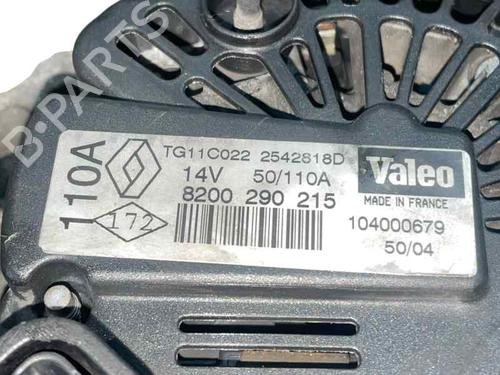 B-PARTS
TG11C022 2542818D
14V 50/110A
8200 290 215
110A
172
Valeo
MADE IN FRANCE
104000679
50/04